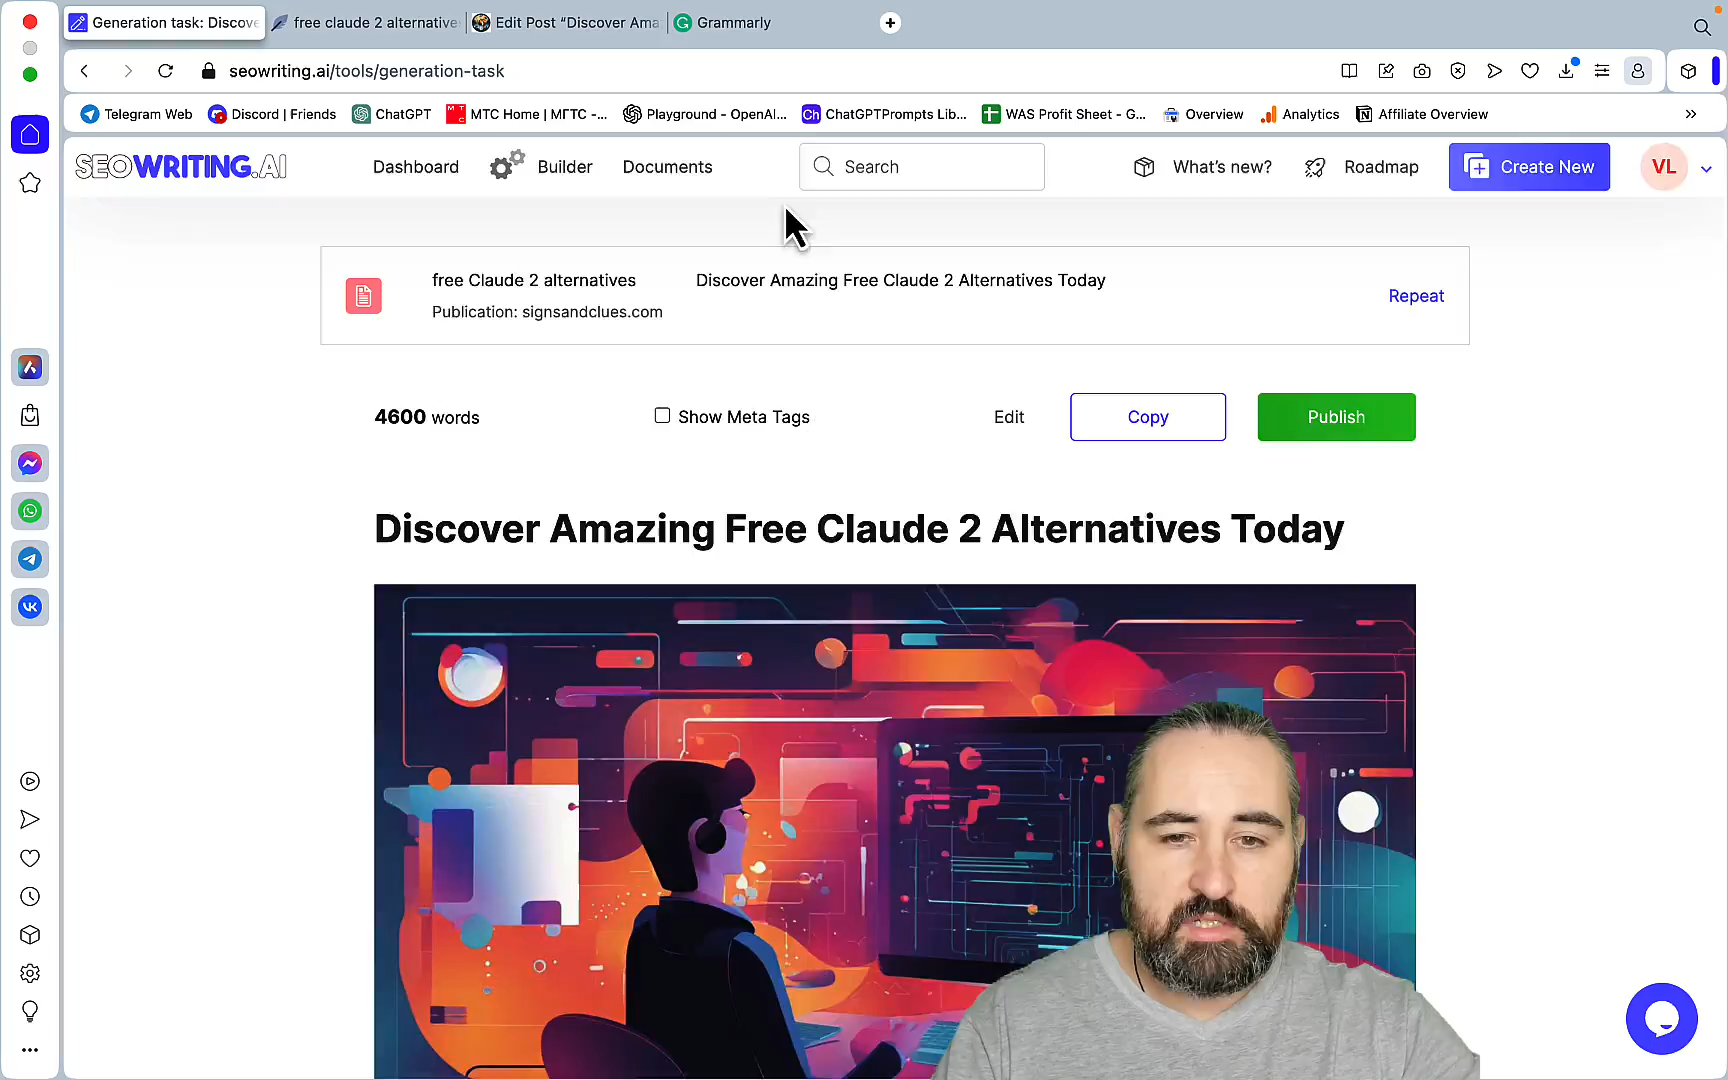 Generation task: Discove
free claude 2 alternative
Edit Post “Discover Ama
Grammarly
seowriting.ai/tools/generation-task
Telegram Web
Discord | Friends
ChatGPT
МТС Home | МГТС -...
Playground - OpenAI...
Ch
ChatGPTPrompts Lib...
WAS Profit Sheet - G...
Overview
Analytics
Affiliate Overview
SEOWRITING.AI
Dashboard
Builder
Documents
Search
What's new?
Roadmap
Create New
VL
free Claude 2 alternatives
Discover Amazing Free Claude 2 Alternatives Today
Publication: signsandclues.com
Repeat
4600 words
Show Meta Tags
Edit
Copy
Publish
Discover Amazing Free Claude 2 Alternatives Today